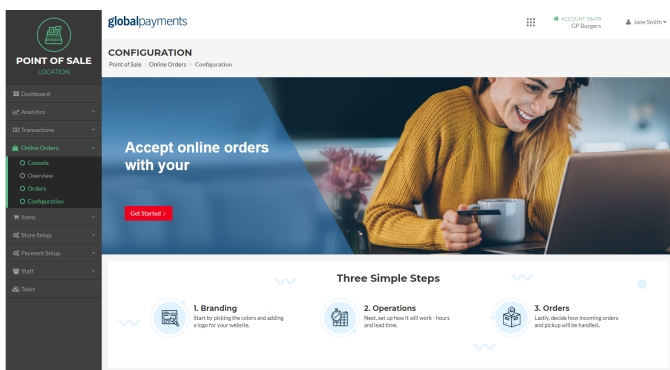 globalpayments
ACCOUNT 118479
GP Burgers
Jane Smith
POINT OF SALE
LOCATION
CONFIGURATION
Point of Sale > Online Orders > Configuration
Dashboard
Analytics
Transactions
Online Orders
Console
Overview
Orders
Configuration
Items
Store Setup
Payment Setup
Staff
Tasks
Accept online orders
with your
Get Started >
Three Simple Steps
1. Branding
Start by picking the colors and adding
a logo for your website.
2. Operations
Next, set up how it will work - hours
and lead time.
3. Orders
Lastly, decide how incoming orders
and pickup will be handled..